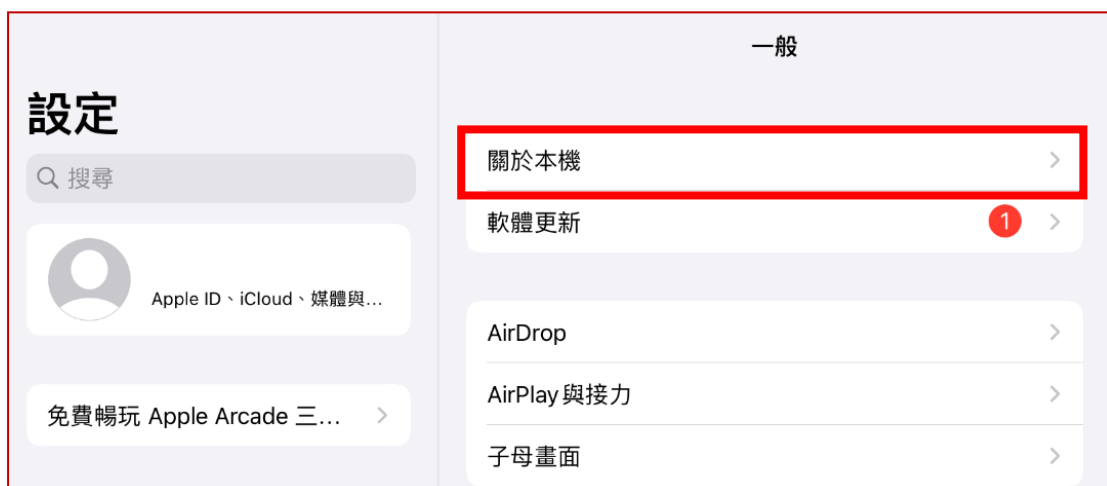 設定
搜尋
Apple ID、iCloud、媒體與...
免費暢玩 Apple Arcade 三...
一般
關於本機
軟體更新 1
AirDrop
AirPlay與接力
子母畫面